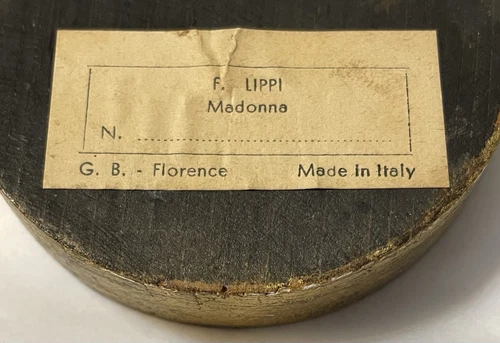 F. LIPPI
Madonna
N. ................................................
G. B. - Florence Made in Italy